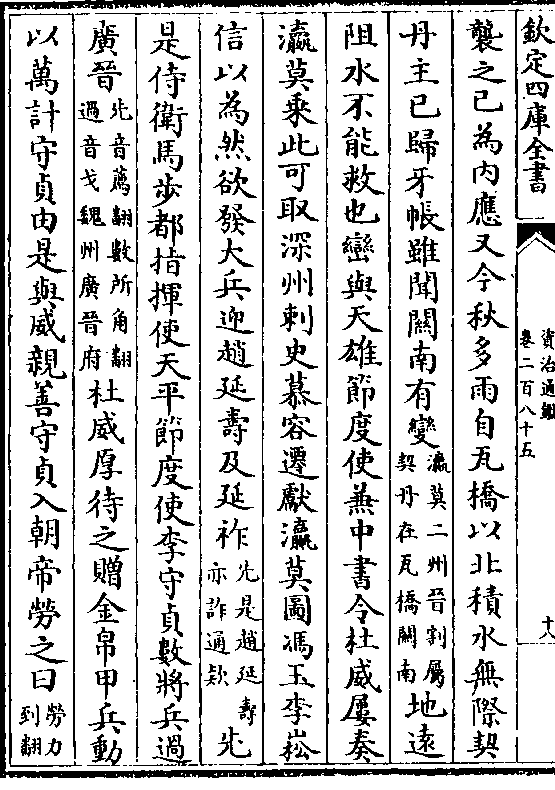 欽定四庫全書
資治通鑑
卷二百八十五
十八
襲之已為内應又今秋多雨自瓦橋以北積水無際契
丹主已歸牙帳雖聞關南有變
瀛莫二州晉割屬
契丹在瓦橋關南
地遠
阻水不能救也巒與天雄節度使兼中書令杜威屢奏
瀛莫乘此可取深州刺史慕容遷獻瀛莫圖馮玉李崧
信以為然欲發大兵迎趙延壽及延祚
先是趙延壽
亦詐通欵
先
是侍衛馬步都指揮使天平節度使李守貞數將兵過
廣晉
先音薦翻數所角翻
過音戈魏州廣晉府
杜威厚待之贈金帛甲兵動
以萬計守貞由是與威親善守貞入朝帝勞之曰
勞力
到翻